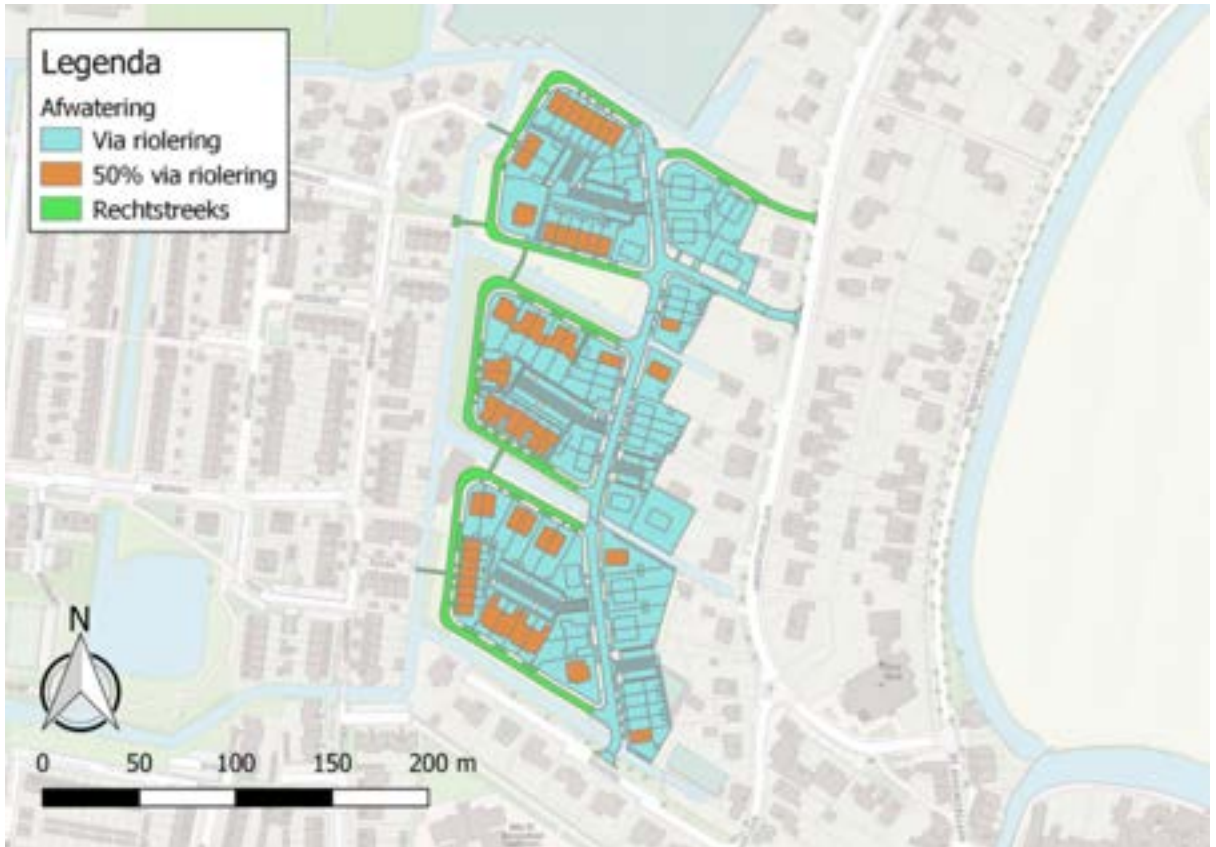 Legenda
Afwatering
Via riolering
50% via riolering
Rechtstreeks
N
0 50 100 150 200 m